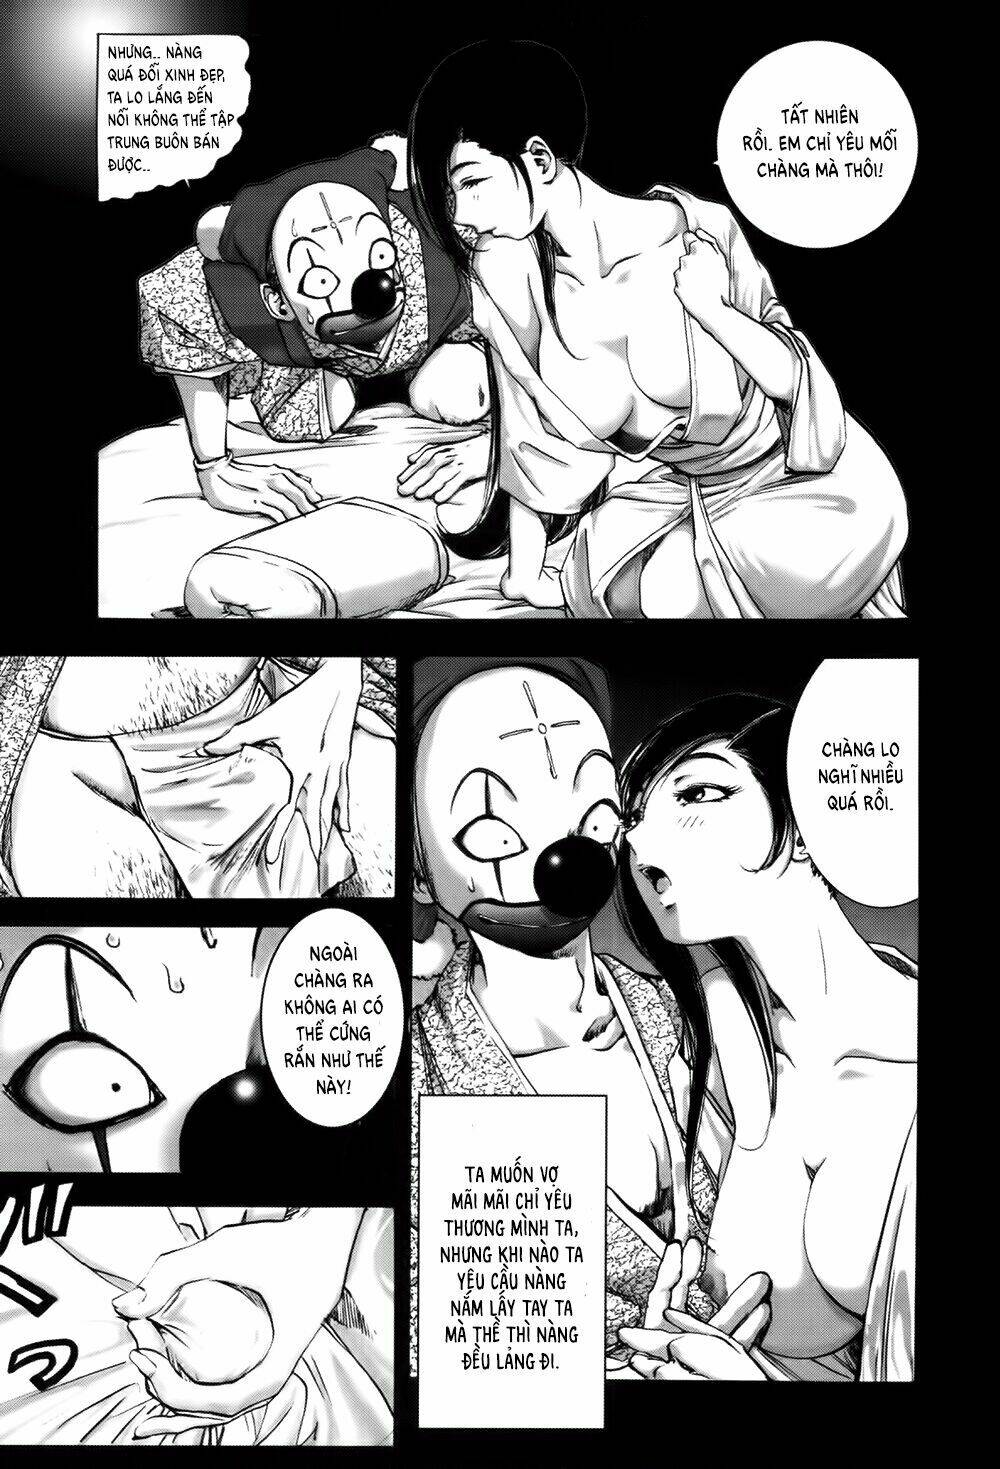 NHƯNG.. NÀNG
QUÁ ĐỖI XINH ĐẸP,
TA LO LẮNG ĐẾN
NỖI KHÔNG THỂ TẬP
TRUNG BUÔN BÁN
ĐƯỢC..
TẤT NHIÊN
RỒI. EM CHỈ YÊU MỖI
CHÀNG MÀ THÔI!
CHÀNG LO
NGHĨ NHIỀU
QUÁ RỒI.
NGOÀI
CHÀNG RA
KHÔNG AI CÓ
THỂ CỨNG
RẮN NHƯ THẾ
NÀY!
TA MUỐN VỢ
MÃI MÃI CHỈ YÊU
THƯƠNG MÌNH TA,
NHƯNG KHI NÀO TA
YÊU CẦU NÀNG
NẮM LẤY TAY TA
MÀ THỀ THÌ NÀNG
ĐỀU LẢNG ĐI.